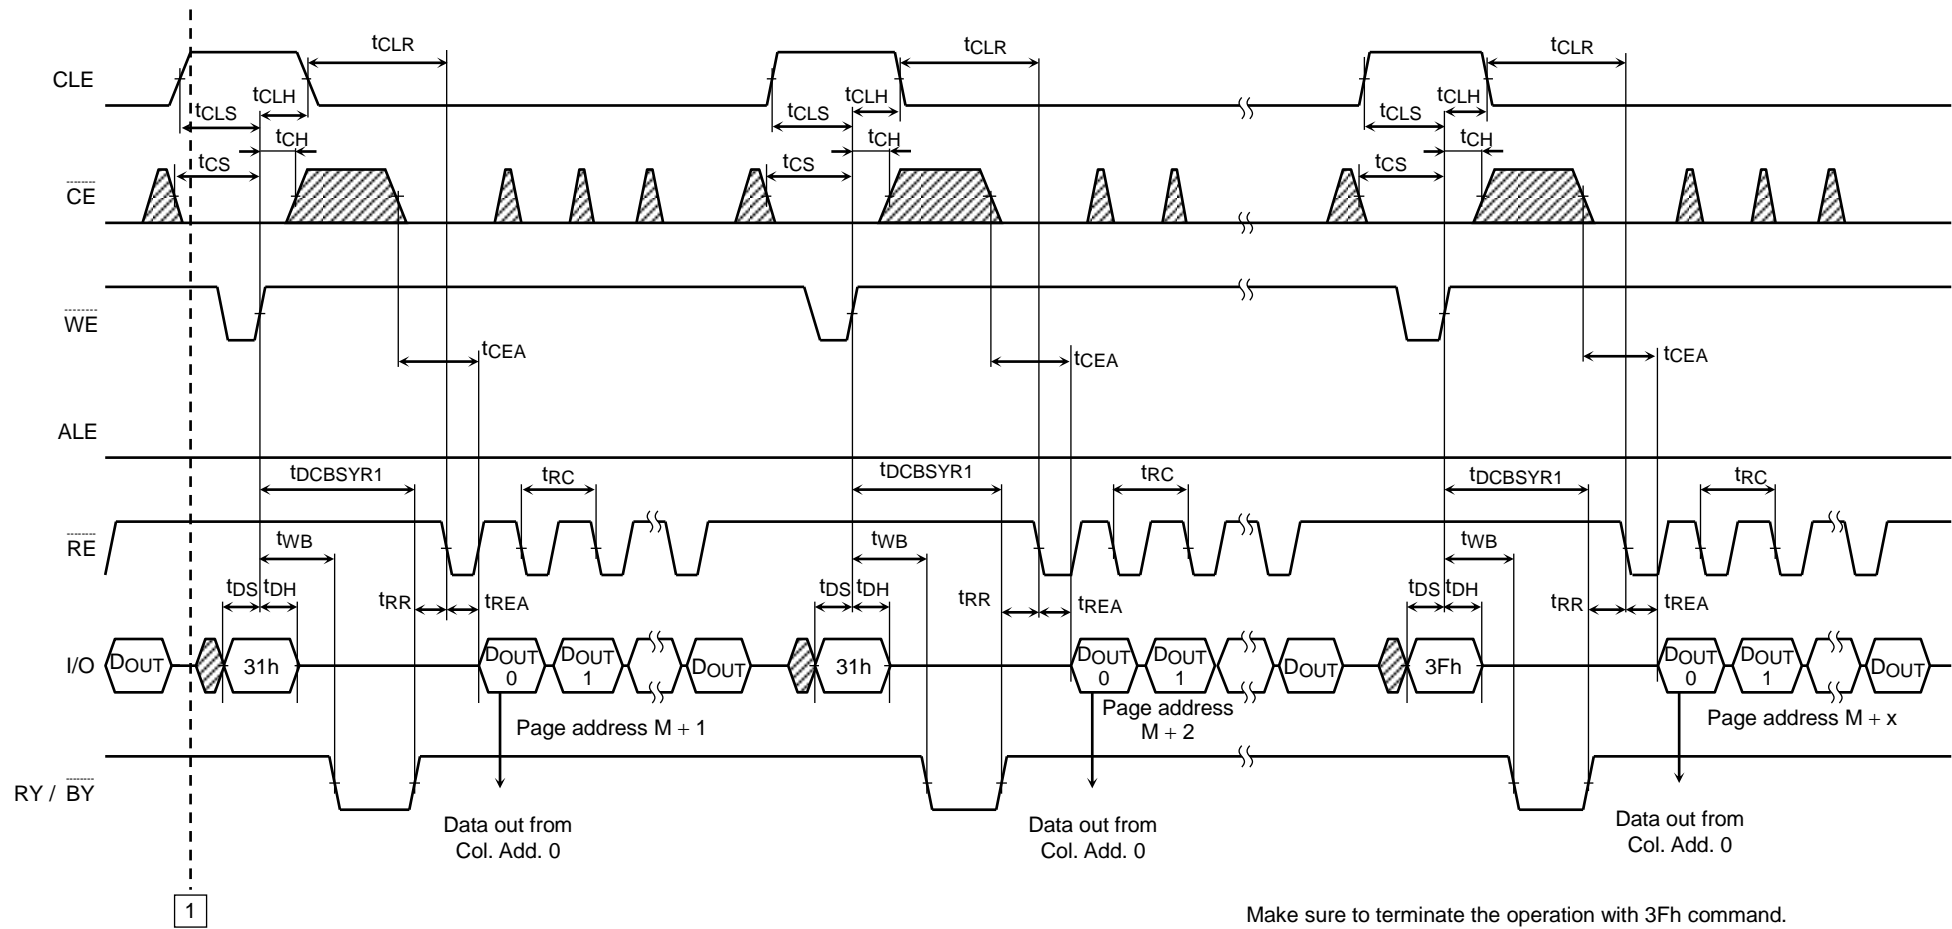 tCLR tCLR tCLR
CLE
tCLH tCLH tCLH
tCLS tCLS tCLS
tCH tCH tCH
tCS tCS tCS
CE
WE
tCEA tCEA tCEA
ALE
tDCBSYR1 tRC tDCBSYR1 tRC tDCBSYR1 tRC
RE
tWB tWB tWB
tDS tDH tDS tDH tDS tDH
tRR tREA tRR tREA tRR tREA
I/O DOUT 31h DOUT 0 DOUT 1 DOUT 31h DOUT 0 DOUT 1 DOUT 3Fh DOUT 0 DOUT 1 DOUT
Page address M + 1
Page address
M + 2
Page address M + x
RY / BY
Data out from
Col. Add. 0
Data out from
Col. Add. 0
Data out from
Col. Add. 0
1
Make sure to terminate the operation with 3Fh command.